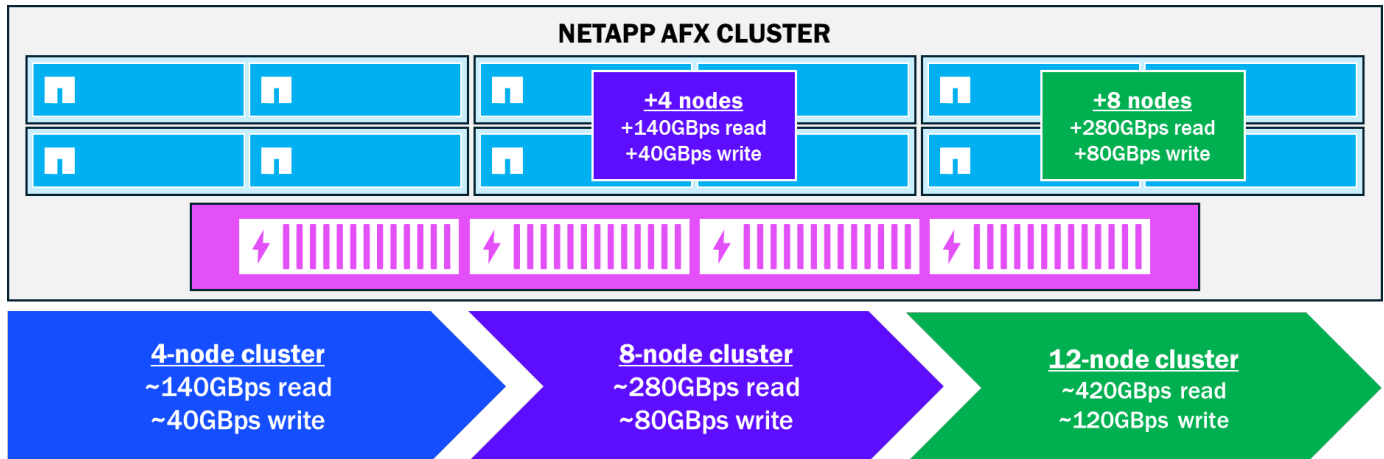 NETAPP AFX CLUSTER
+4 nodes
+140GBps read
+40GBps write
+8 nodes
+280GBps read
+80GBps write
4-node cluster
~140GBps read
~40GBps write
8-node cluster
~280GBps read
~80GBps write
12-node cluster
~420GBps read
~120GBps write